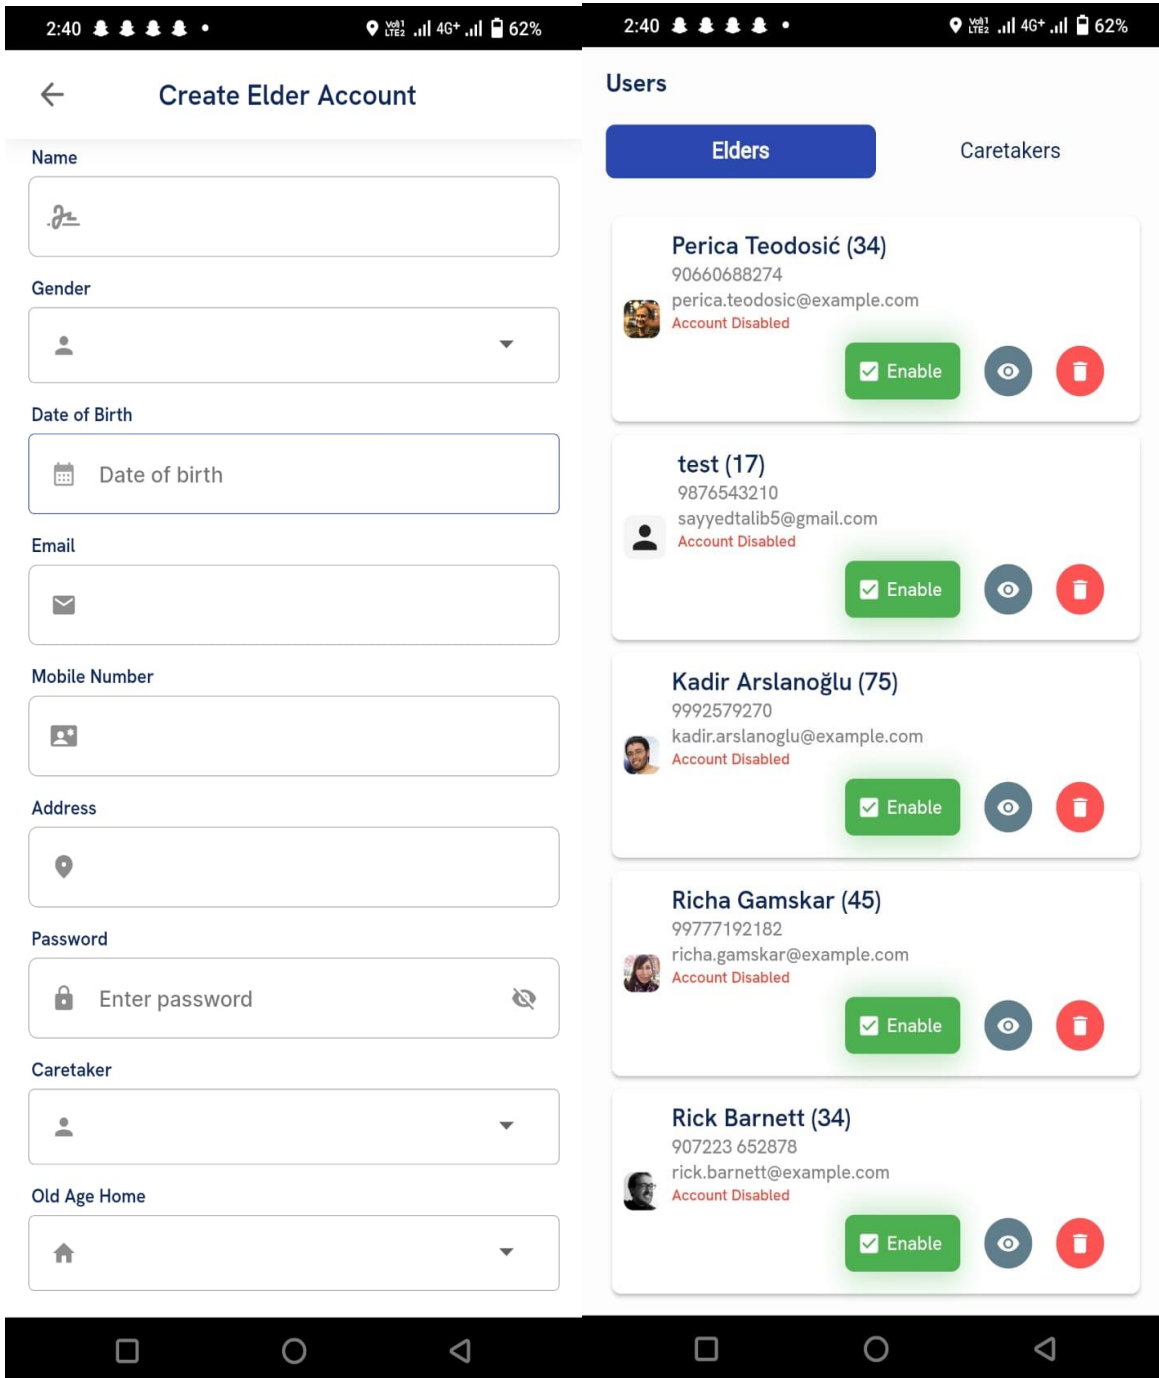 2:40
4G+
62%
Create Elder Account
Name
Gender
Date of Birth
Date of birth
Email
Mobile Number
Address
Password
Enter password
Caretaker
Old Age Home
2:40
4G+
62%
Users
Elders
Caretakers
Perica Teodosić (34)
90660688274
perica.teodosic@example.com
Account Disabled
Enable
test (17)
9876543210
sayyedtalib5@gmail.com
Account Disabled
Enable
Kadir Arslanoğlu (75)
9992579270
kadir.arslanoglu@example.com
Account Disabled
Enable
Richa Gamskar (45)
99777192182
richa.gamskar@example.com
Account Disabled
Enable
Rick Barnett (34)
907223 652878
rick.barnett@example.com
Account Disabled
Enable